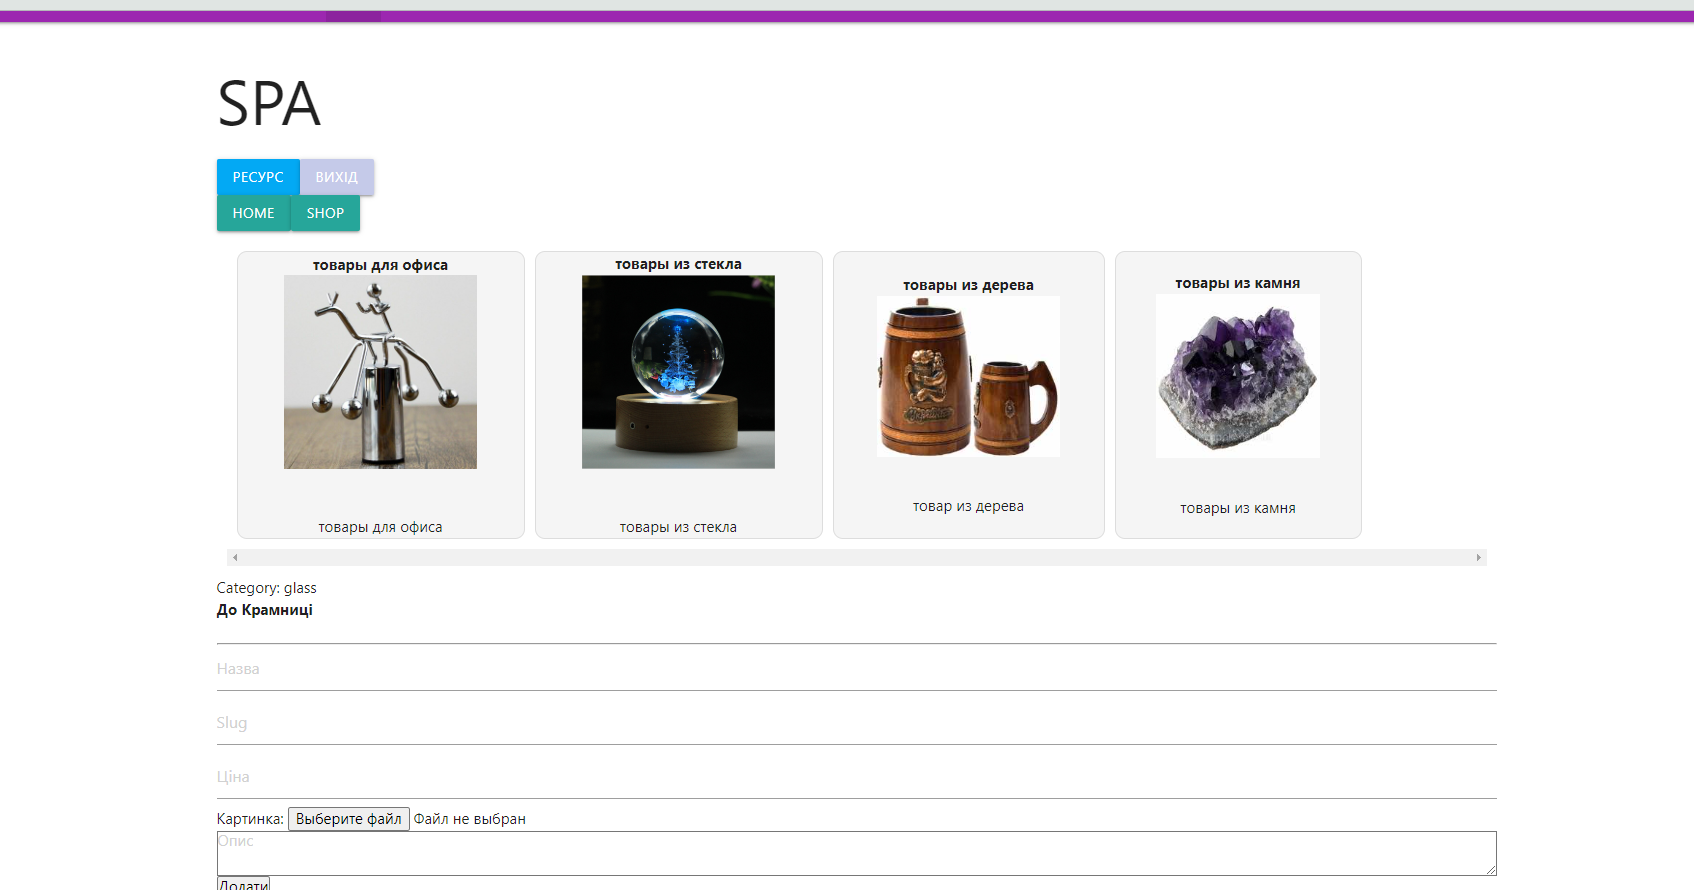 SPA
РЕСУРС ВИХІД
HOME SHOP
товары для офиса
товары для офиса
товары из стекла
товары из стекла
товары из дерева
товар из дерева
товары из камня
товары из камня
Category: glass
До Крамниці
Назва
Slug
Ціна
Картинка: Выберите файл Файл не выбран
Опис
Додати